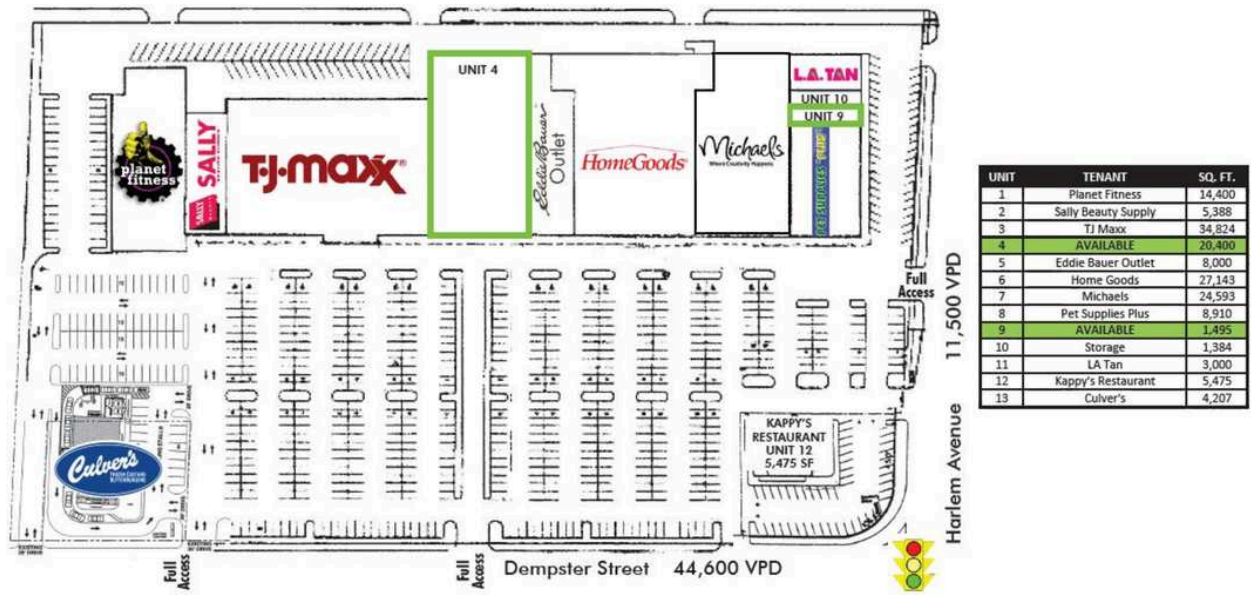 UNIT 4
L.A. TAN
UNIT 10
UNIT 9
planet
fitness
SALLY
SALLY
T.J.maxx®
Eddie Bauer
Outlet
HomeGoods®
Michaels
Where Creativity Happens
PET SUPPLIES "PLUS"
UNIT TENANT SQ. FT.
1 Planet Fitness 14,400
2 Sally Beauty Supply 5,388
3 TJ Maxx 34,824
4 AVAILABLE 20,400
5 Eddie Bauer Outlet 8,000
6 Home Goods 27,143
7 Michaels 24,593
8 Pet Supplies Plus 8,910
9 AVAILABLE 1,495
10 Storage 1,384
11 LA Tan 3,000
12 Kappy's Restaurant 5,475
13 Culver's 4,207
Full
Access
11,500 VPD
Harlem Avenue
KAPPY'S
RESTAURANT
UNIT 12
5,475 SF
Culver's
Full
Access
Full
Access
Dempster Street 44,600 VPD